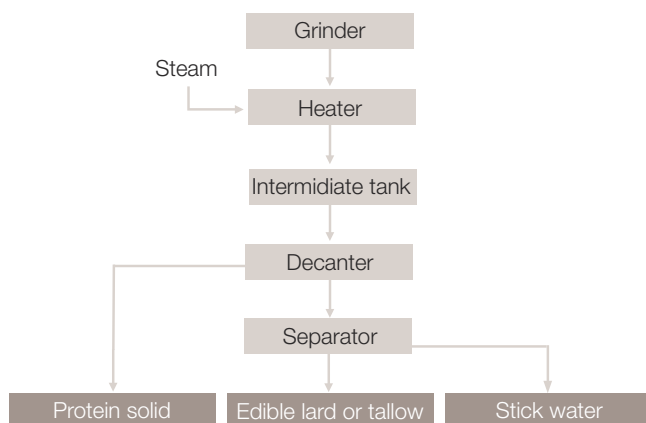 Grinder
Steam
Heater
Intermidiate tank
Decanter
Separator
Protein solid
Edible lard or tallow
Stick water